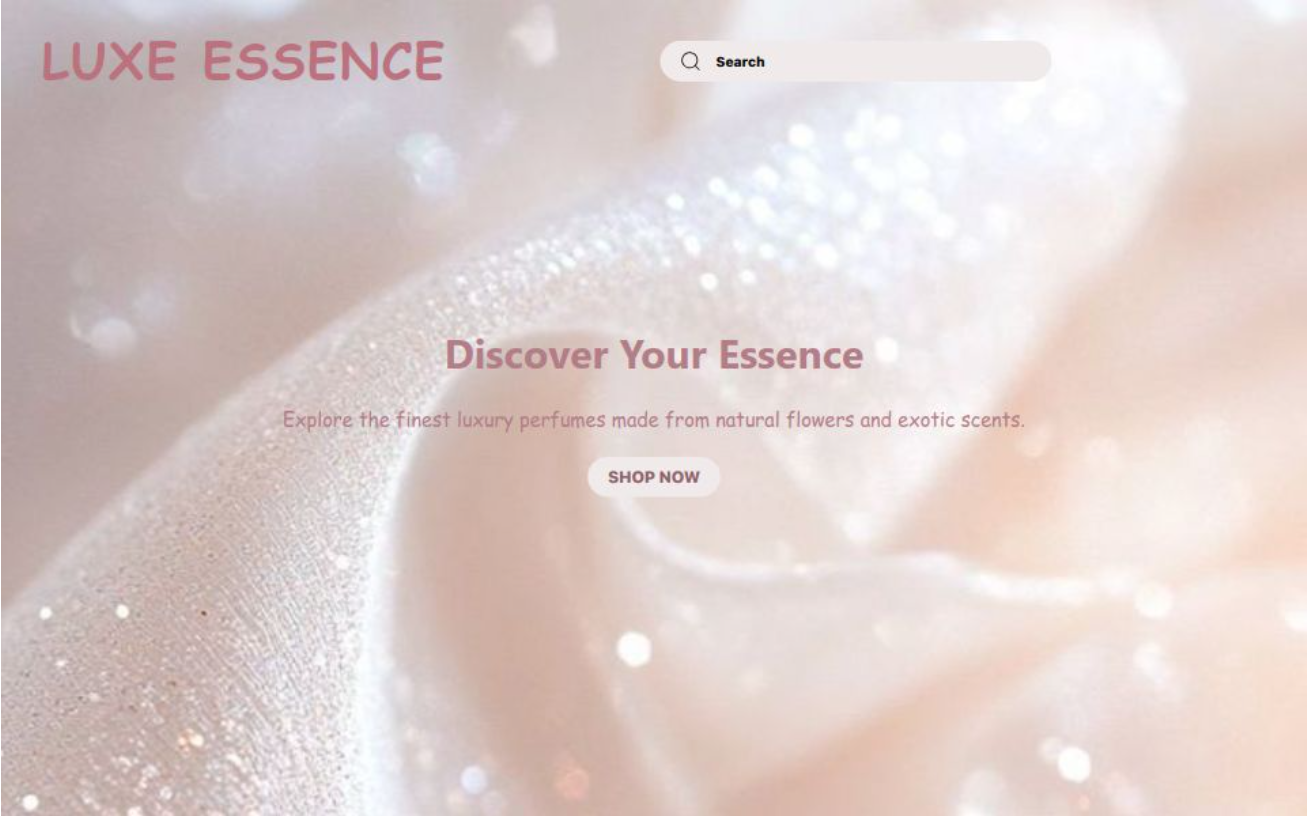 LUXE ESSENCE
Search
Discover Your Essence
Explore the finest luxury perfumes made from natural flowers and exotic scents.
SHOP NOW